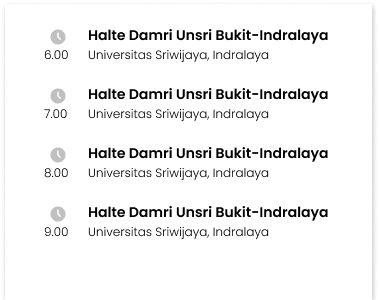 Halte Damri Unsri Bukit-Indralaya
6.00 Universitas Sriwijaya, Indralaya
Halte Damri Unsri Bukit-Indralaya
7.00 Universitas Sriwijaya, Indralaya
Halte Damri Unsri Bukit-Indralaya
8.00 Universitas Sriwijaya, Indralaya
Halte Damri Unsri Bukit-Indralaya
9.00 Universitas Sriwijaya, Indralaya